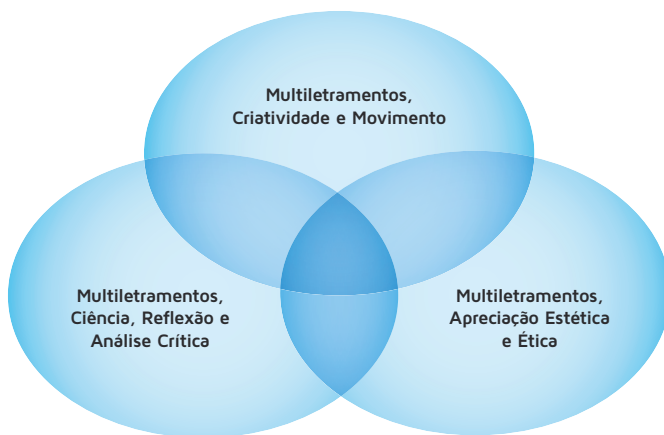 Multiletramentos,
Criatividade e Movimento
Multiletramentos,
Ciência, Reflexão e
Análise Crítica
Multiletramentos,
Apreciação Estética
e Ética